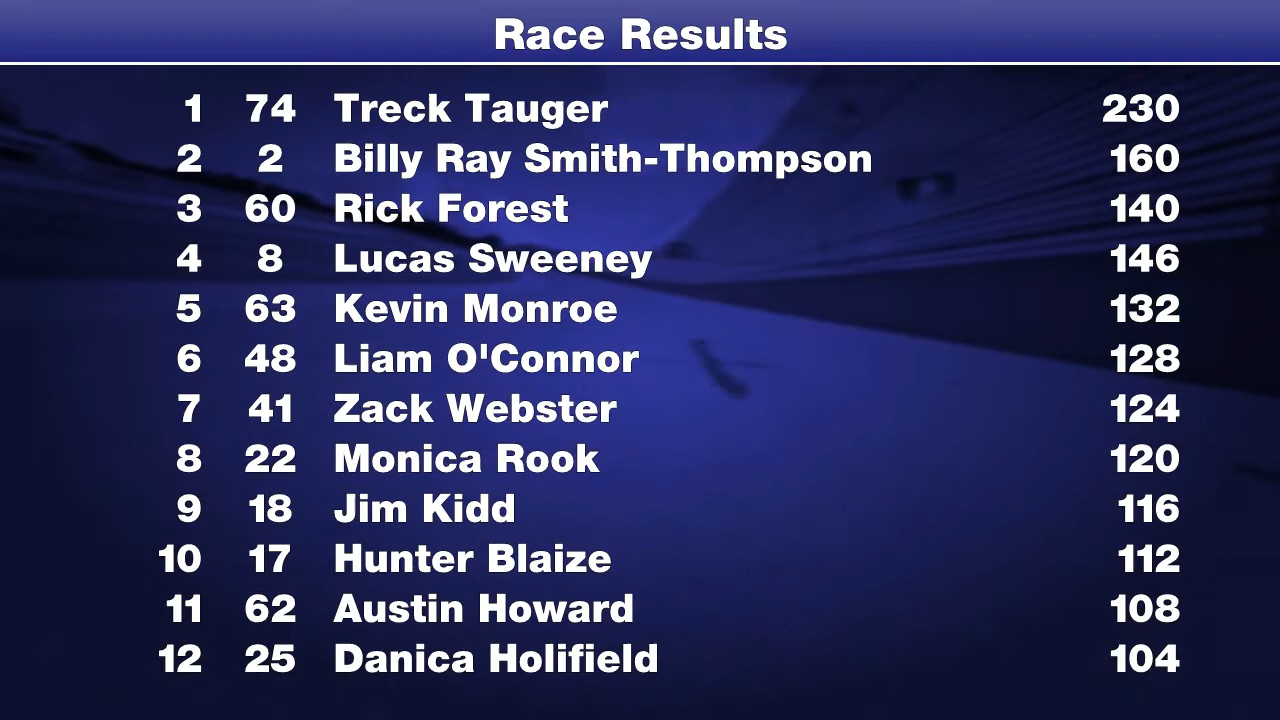 Race Results
1 74 Treck Tauger 230
2 2 Billy Ray Smith-Thompson 160
3 60 Rick Forest 140
4 8 Lucas Sweeney 146
5 63 Kevin Monroe 132
6 48 Liam O'Connor 128
7 41 Zack Webster 124
8 22 Monica Rook 120
9 18 Jim Kidd 116
10 17 Hunter Blaize 112
11 62 Austin Howard 108
12 25 Danica Holifield 104